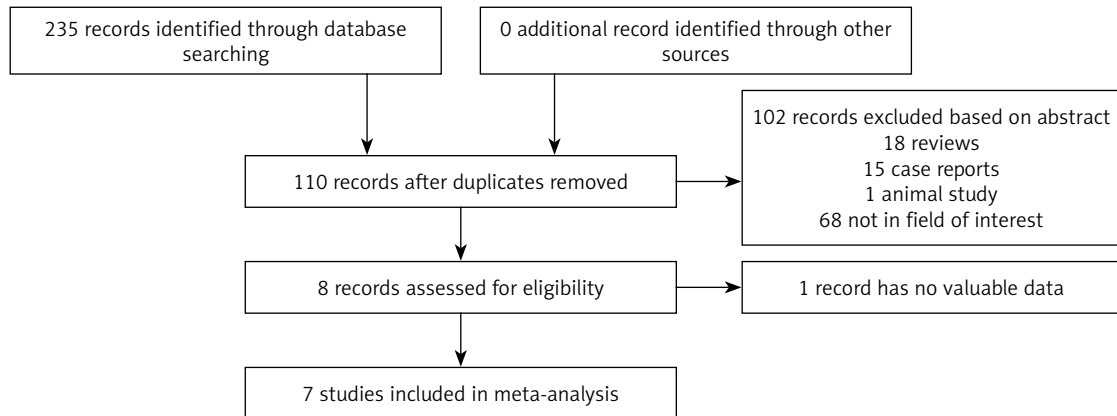 235 records identified through database
searching
0 additional record identified through other
sources
102 records excluded based on abstract
18 reviews
15 case reports
1 animal study
68 not in field of interest
110 records after duplicates removed
8 records assessed for eligibility
1 record has no valuable data
7 studies included in meta-analysis